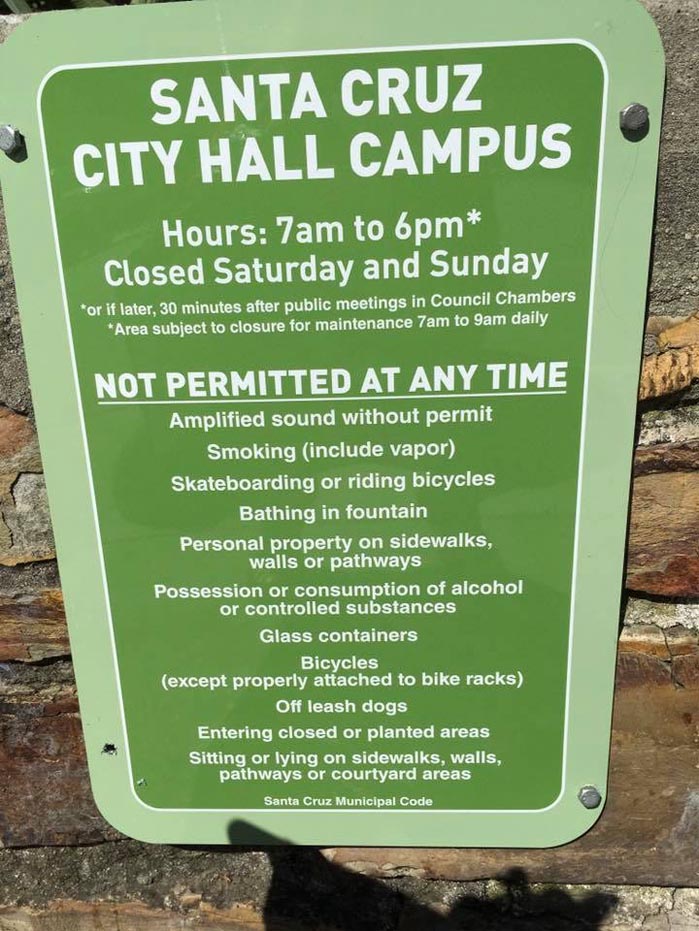 SANTA CRUZ
CITY HALL CAMPUS
Hours: 7am to 6pm*
Closed Saturday and Sunday
*or if later, 30 minutes after public meetings in Council Chambers
*Area subject to closure for maintenance 7am to 9am daily
NOT PERMITTED AT ANY TIME
Amplified sound without permit
Smoking (include vapor)
Skateboarding or riding bicycles
Bathing in fountain
Personal property on sidewalks,
walls or pathways
Possession or consumption of alcohol
or controlled substances
Glass containers
Bicycles
(except properly attached to bike racks)
Off leash dogs
Entering closed or planted areas
Sitting or lying on sidewalks, walls,
pathways or courtyard areas
Santa Cruz Municipal Code